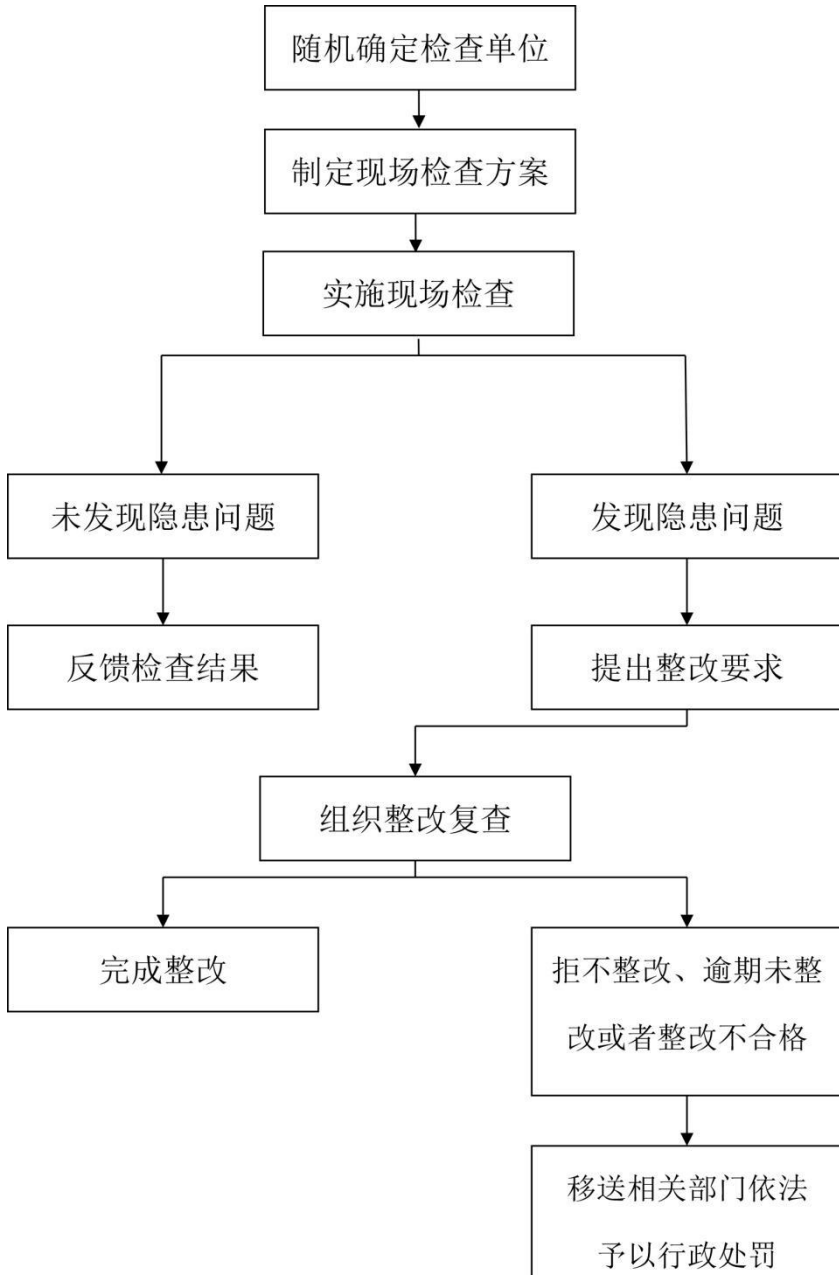 随机确定检查单位
制定现场检查方案
实施现场检查
未发现隐患问题
发现隐患问题
反馈检查结果
提出整改要求
组织整改复查
完成整改
拒不整改、逾期未整
改或者整改不合格
移送相关部门依法
予以行政处罚